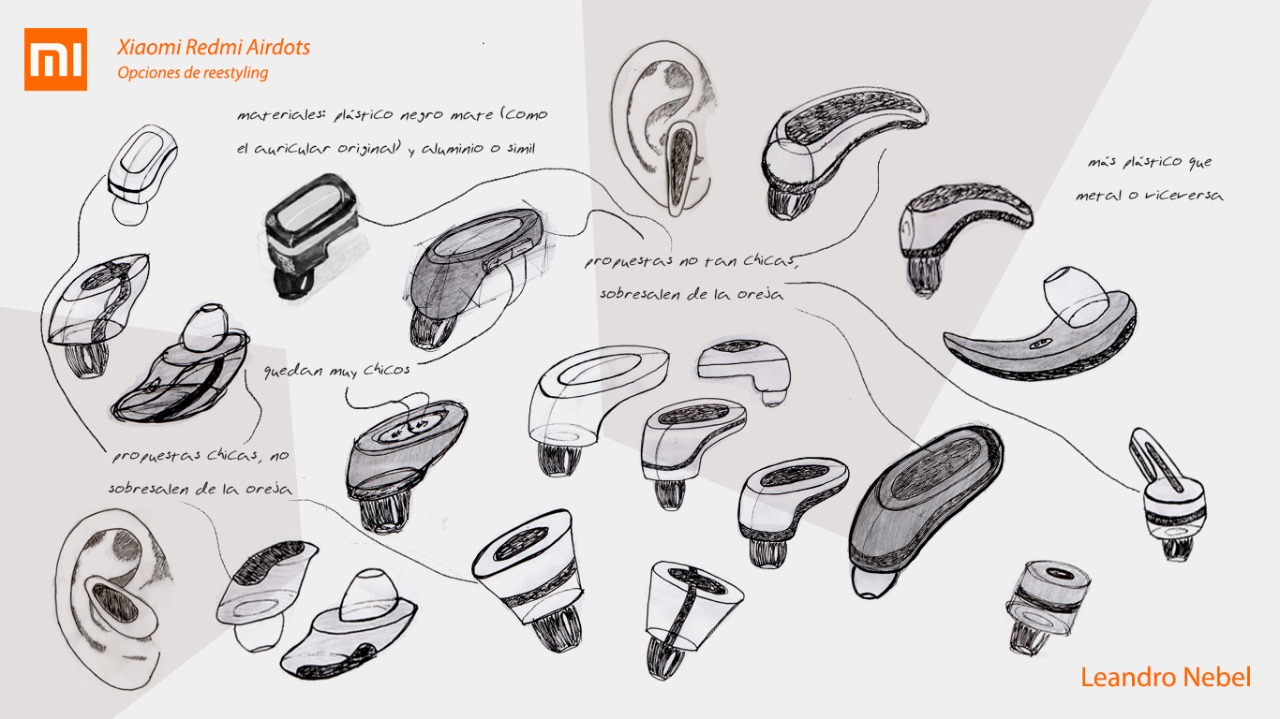 mi
Xiaomi Redmi Airdots
Opciones de reestyling
materiales: plástico negro mate (como
el auricular original) y aluminio o simil
más plástico que
metal o viceversa
propuestas no tan chicas,
sobresalen de la oreja
quedan muy chicos
propuestas chicas, no
sobresalen de la oreja
Leandro Nebel